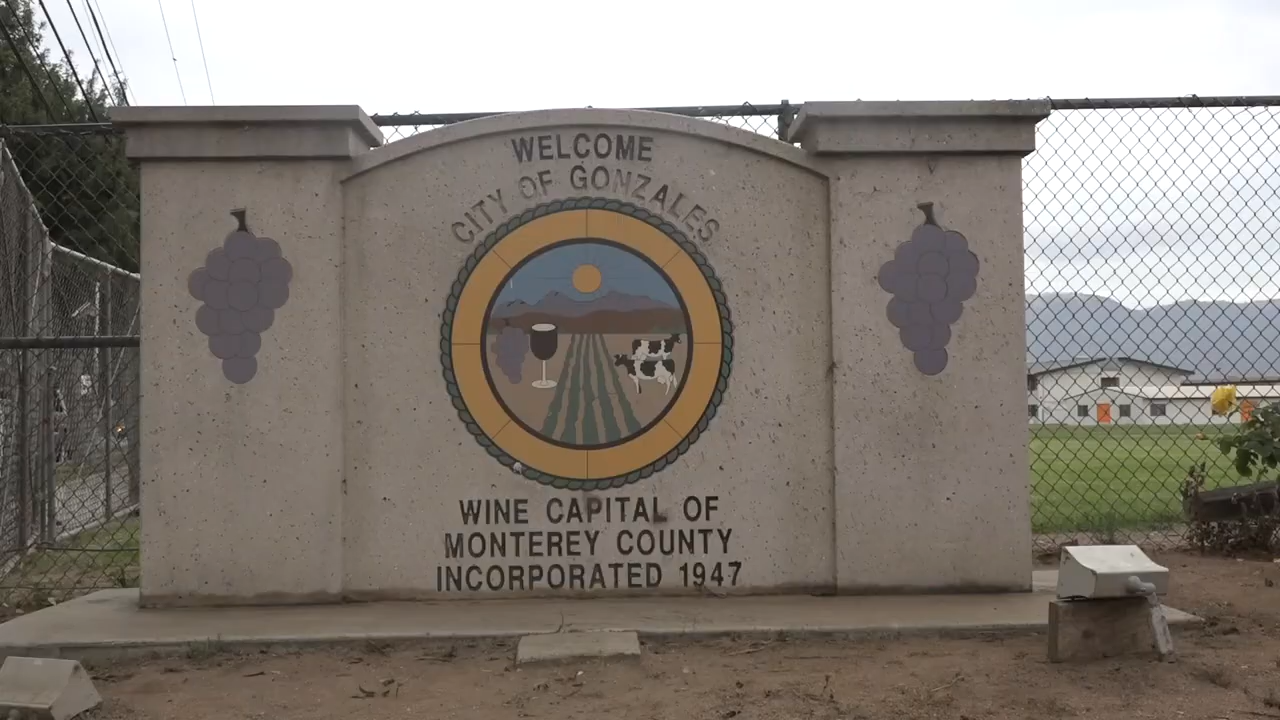 WELCOME
CITY OF GONZALES
WINE CAPITAL OF
MONTEREY COUNTY
INCORPORATED 1947